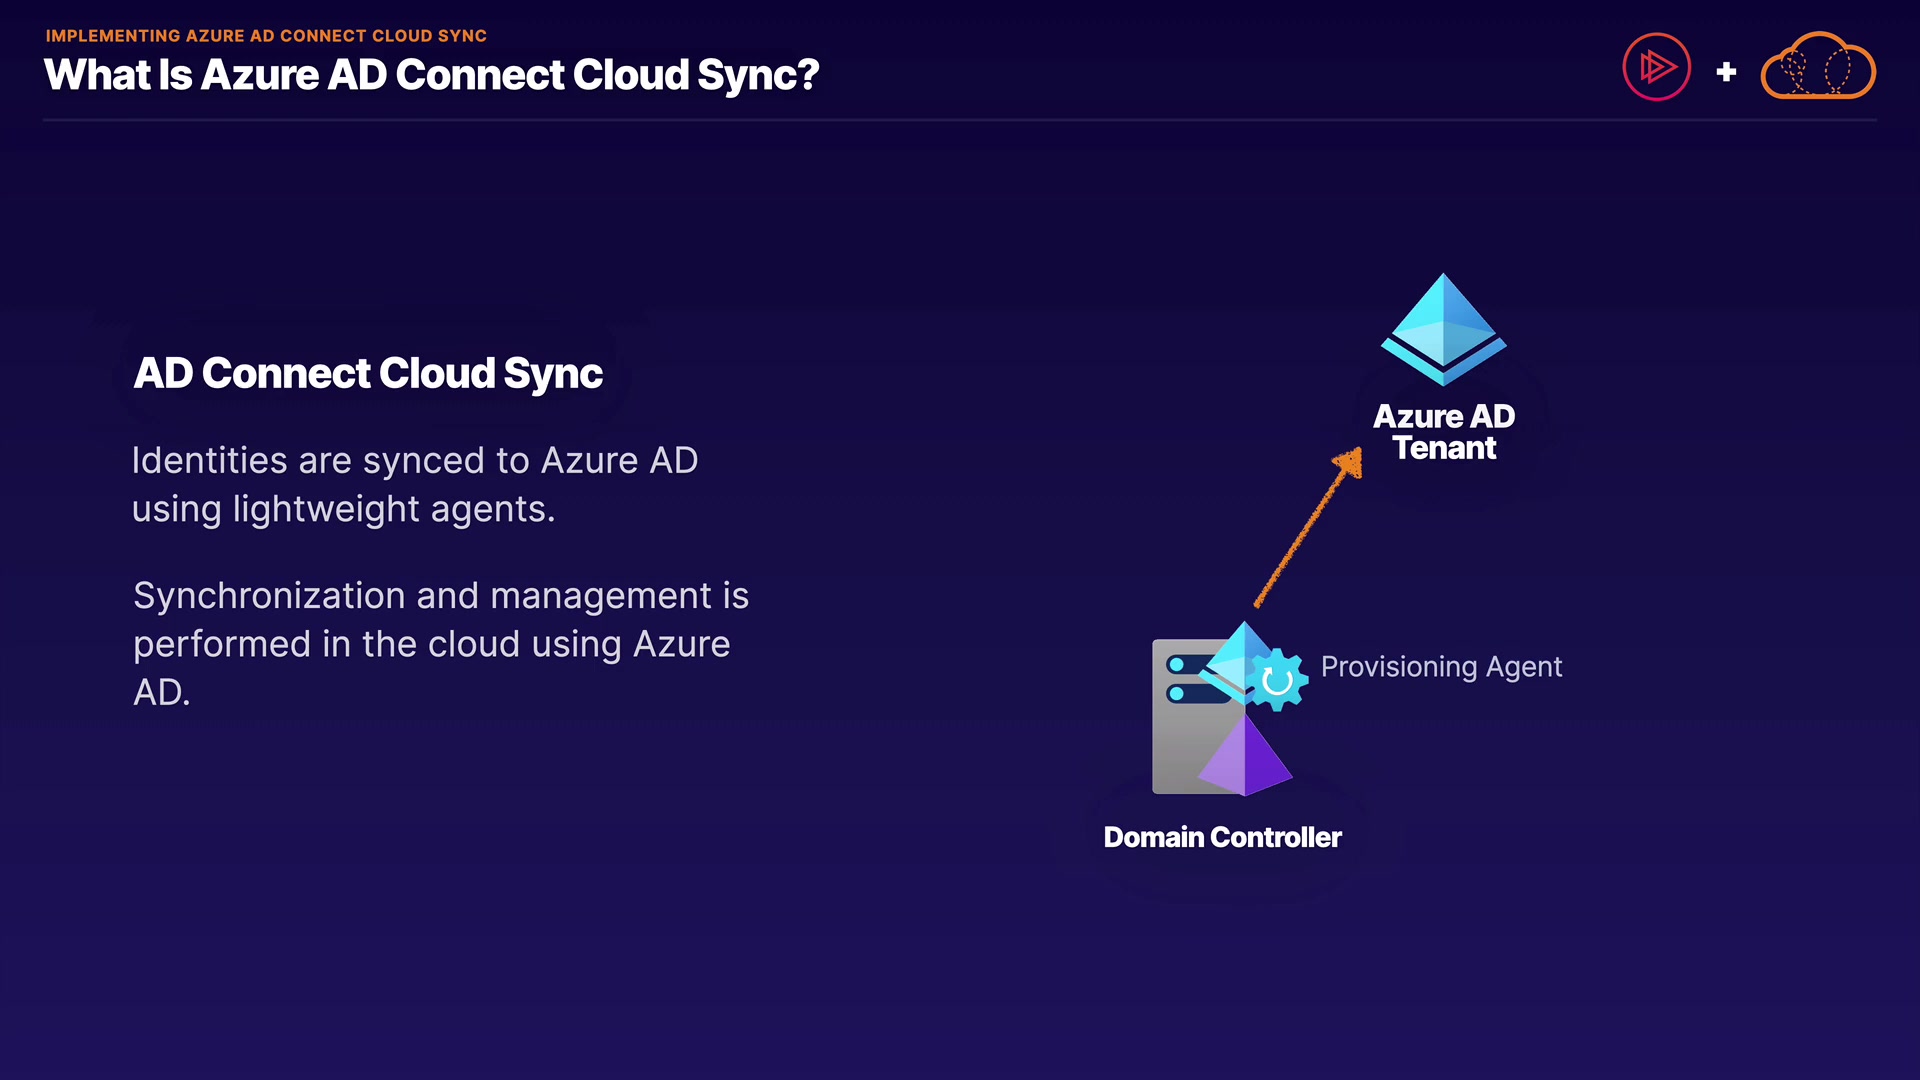 IMPLEMENTING AZURE AD CONNECT CLOUD SYNC
What Is Azure AD Connect Cloud Sync?
AD Connect Cloud Sync
Identities are synced to Azure AD
using lightweight agents.
Synchronization and management is
performed in the cloud using Azure
AD.
Azure AD
Tenant
Provisioning Agent
Domain Controller